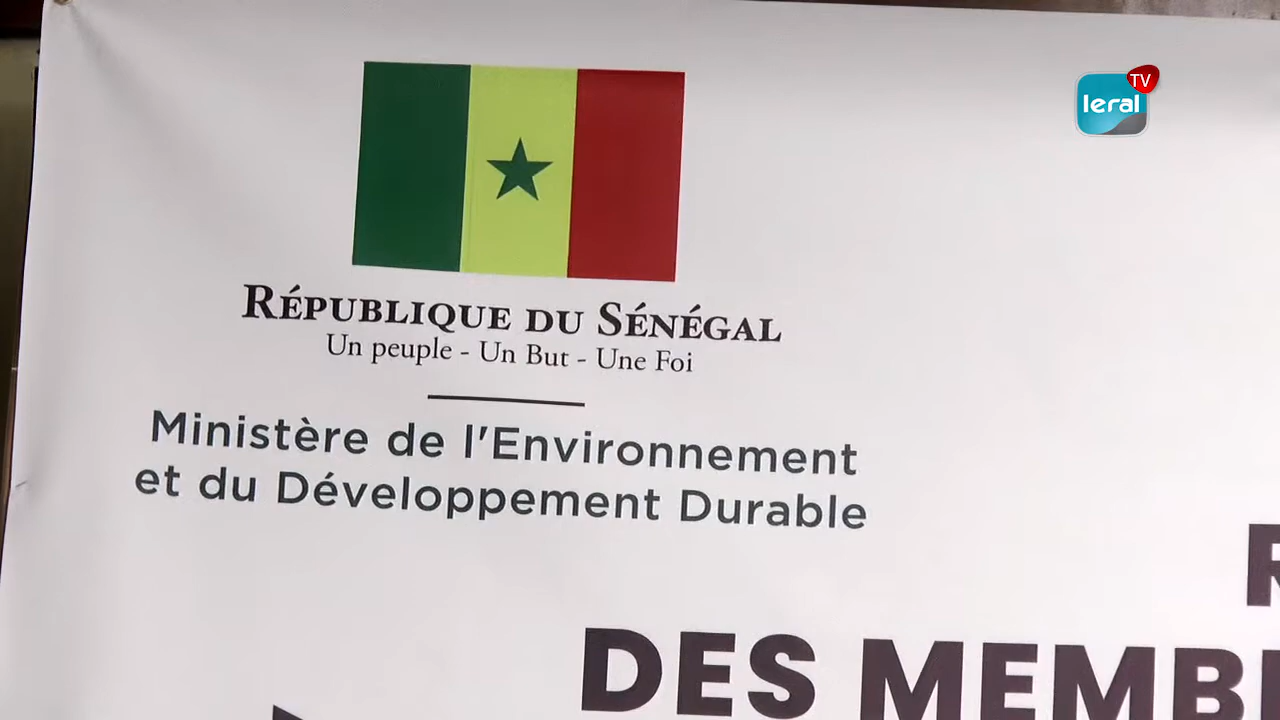 leral TV
RÉPUBLIQUE DU SÉNÉGAL
Un peuple - Un But - Une Foi
Ministère de l'Environnement
et du Développement Durable
DES